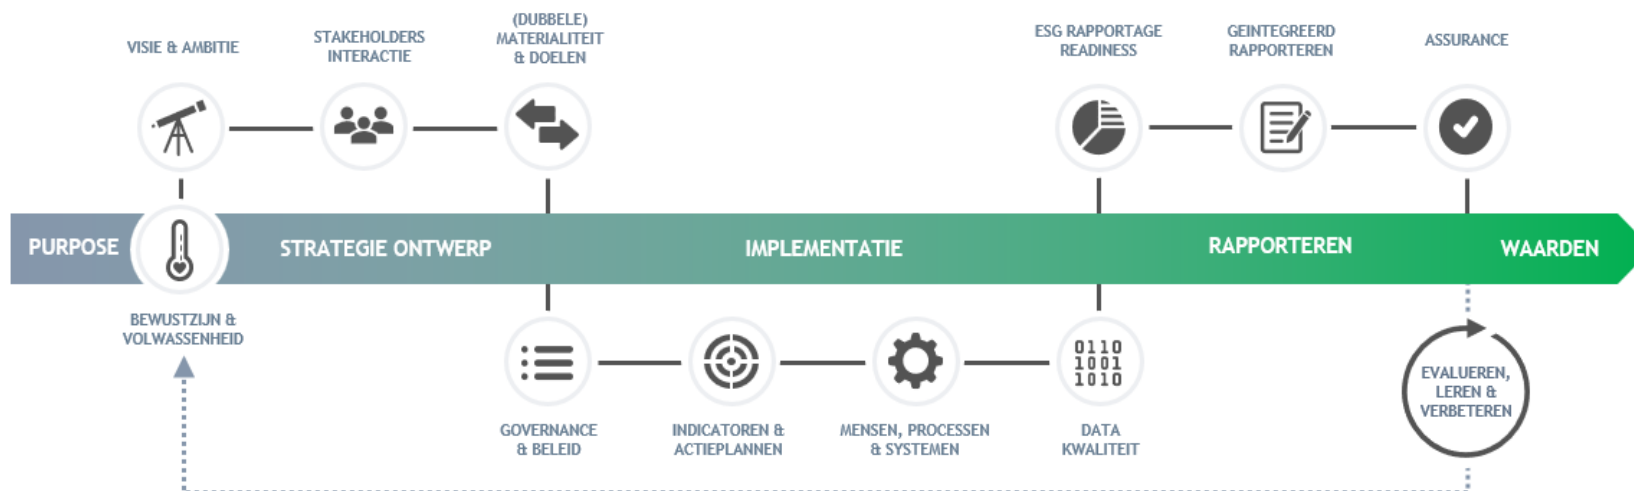 VISIE & AMBITIE
STAKEHOLDERS
INTERACTIE
(DUBBELE)
MATERIALITEIT
& DOELEN
ESG RAPPORTAGE
READINESS
GEINTEGREERD
RAPPORTEREN
ASSURANCE
PURPOSE
STRATEGIE ONTWERP
IMPLEMENTATIE
RAPPORTEREN
WAARDEN
BEWUSTZIJN &
VOLWASSENHEID
GOVERNANCE
& BELEID
INDICATOREN &
ACTIEPLANNEN
MENSEN, PROCESSEN
& SYSTEMEN
0110
1001
1010
DATA
KWALITEIT
EVALUEREN,
LEREN &
VERBETEREN